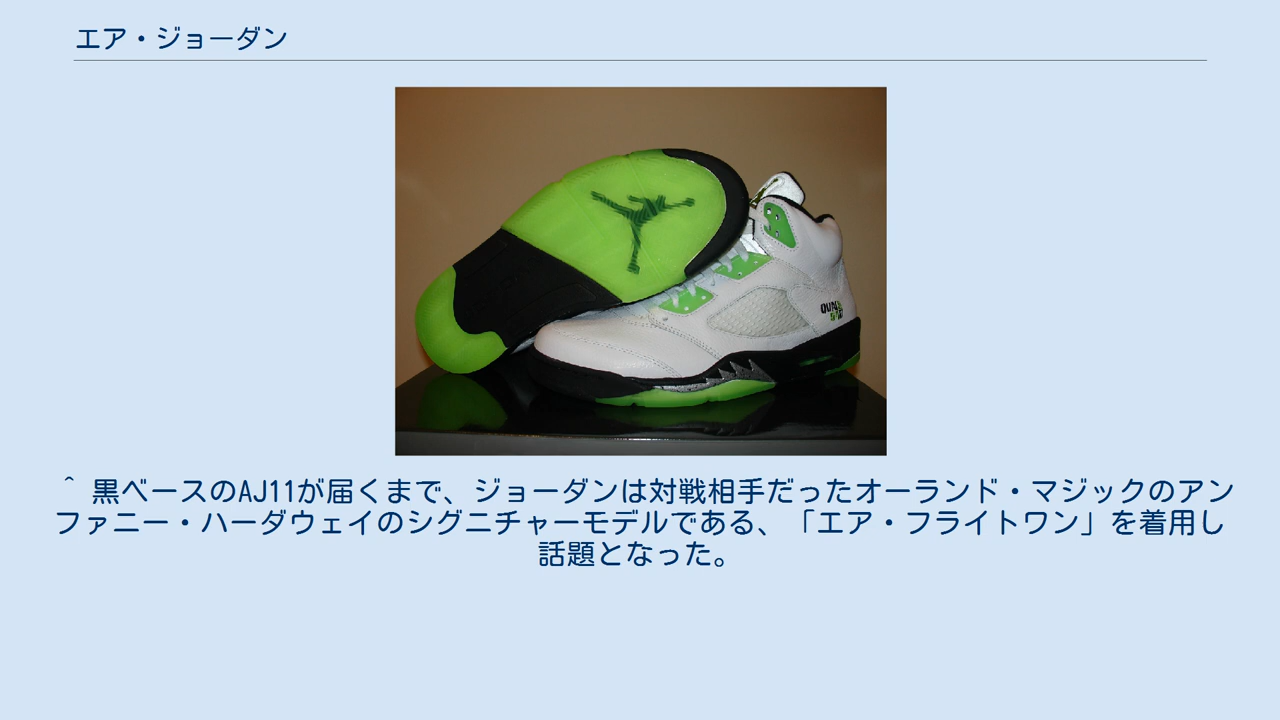 エア・ジョーダン
^ 黒ベースのAJ11が届くまで、ジョーダンは対戦相手だったオーランド・マジックのアン
ファニー・ハーダウェイのシグニチャーモデルである、「エア・フライトワン」を着用し
話題となった。